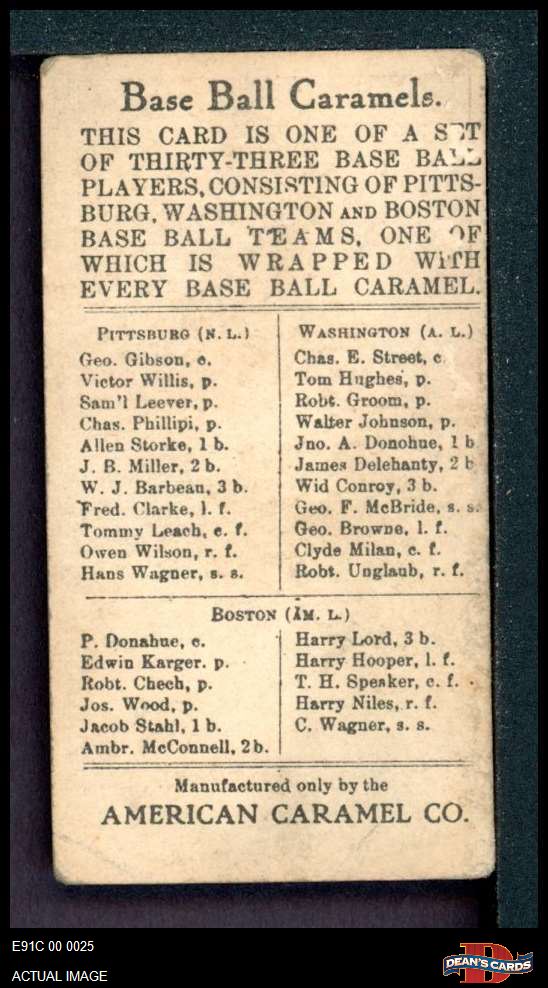 Base Ball Caramels.
THIS CARD IS ONE OF A SET
OF THIRTY-THREE BASE BALL
PLAYERS, CONSISTING OF PITTS-
BURG, WASHINGTON AND BOSTON
BASE BALL TEAMS, ONE OF
WHICH IS WRAPPED WITH
EVERY BASE BALL CARAMEL.
PITTSBURG (N. L.)
Geo. Gibson, c.
Victor Willis, p.
Sam'l Leever, p.
Chas. Phillipi, p.
Allen Storke, 1 b.
J. B. Miller, 2 b.
W. J. Barbeau, 3 b.
Fred. Clarke, l. f.
Tommy Leach, c. f.
Owen Wilson, r. f.
Hans Wagner, s. s.
WASHINGTON (A. L.)
Chas. E. Street, c.
Tom Hughes, p.
Robt. Groom, p.
Walter Johnson, p.
Jno. A. Donohue, 1 b
James Delehanty, 2 b
Wid Conroy, 3 b.
Geo. F. McBride, s. s.
Geo. Browne, l. f.
Clyde Milan, c. f.
Robt. Unglaub, r. f.
BOSTON (AM. L.)
P. Donahue, c.
Edwin Karger. p.
Robt. Chech, p.
Jos. Wood, p.
Jacob Stahl, 1 b.
Ambr. McConnell, 2 b.
Harry Lord, 3 b.
Harry Hooper, l. f.
T. H. Speaker, c. f.
Harry Niles, r. f.
C. Wagner, s. s.
Manufactured only by the
AMERICAN CARAMEL CO.
E91C 00 0025
ACTUAL IMAGE
DEAN'S CARDS